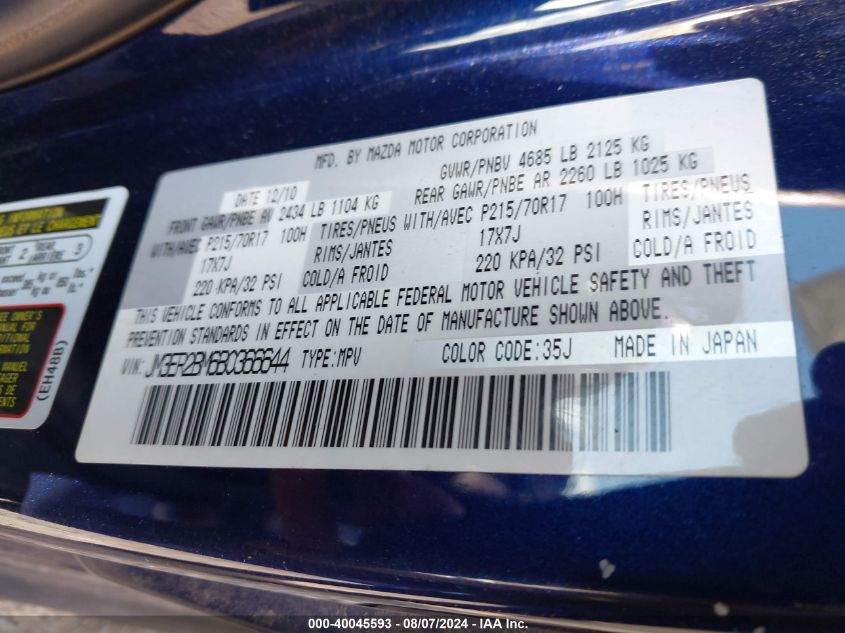 MFD. BY MAZDA MOTOR CORPORATION
DATE 12/10
GVWR/PNBV 4685 LB 2125 KG
FRONT GAWR/PNBE AV 2434 LB 1104 KG
REAR GAWR/PNBE AR 2260 LB 1025 KG
WITH/AVEC P215/70R17 100H TIRES/PNEUS
WITH/AVEC P215/70R17 100H TIRES/PNEUS
17X7J RIMS/JANTES
17X7J RIMS/JANTES
220 KPA/32 PSI COLD/A FROID
220 KPA/32 PSI COLD/A FROID
THIS VEHICLE CONFORMS TO ALL APPLICABLE FEDERAL MOTOR VEHICLE SAFETY AND THEFT
PREVENTION STANDARDS IN EFFECT ON THE DATE OF MANUFACTURE SHOWN ABOVE.
VIN: JM3ER2BM6B0366644 TYPE:MPV
COLOR CODE:35J MADE IN JAPAN
(EH48B)
000-40045593 - 08/07/2024 - IAA Inc.